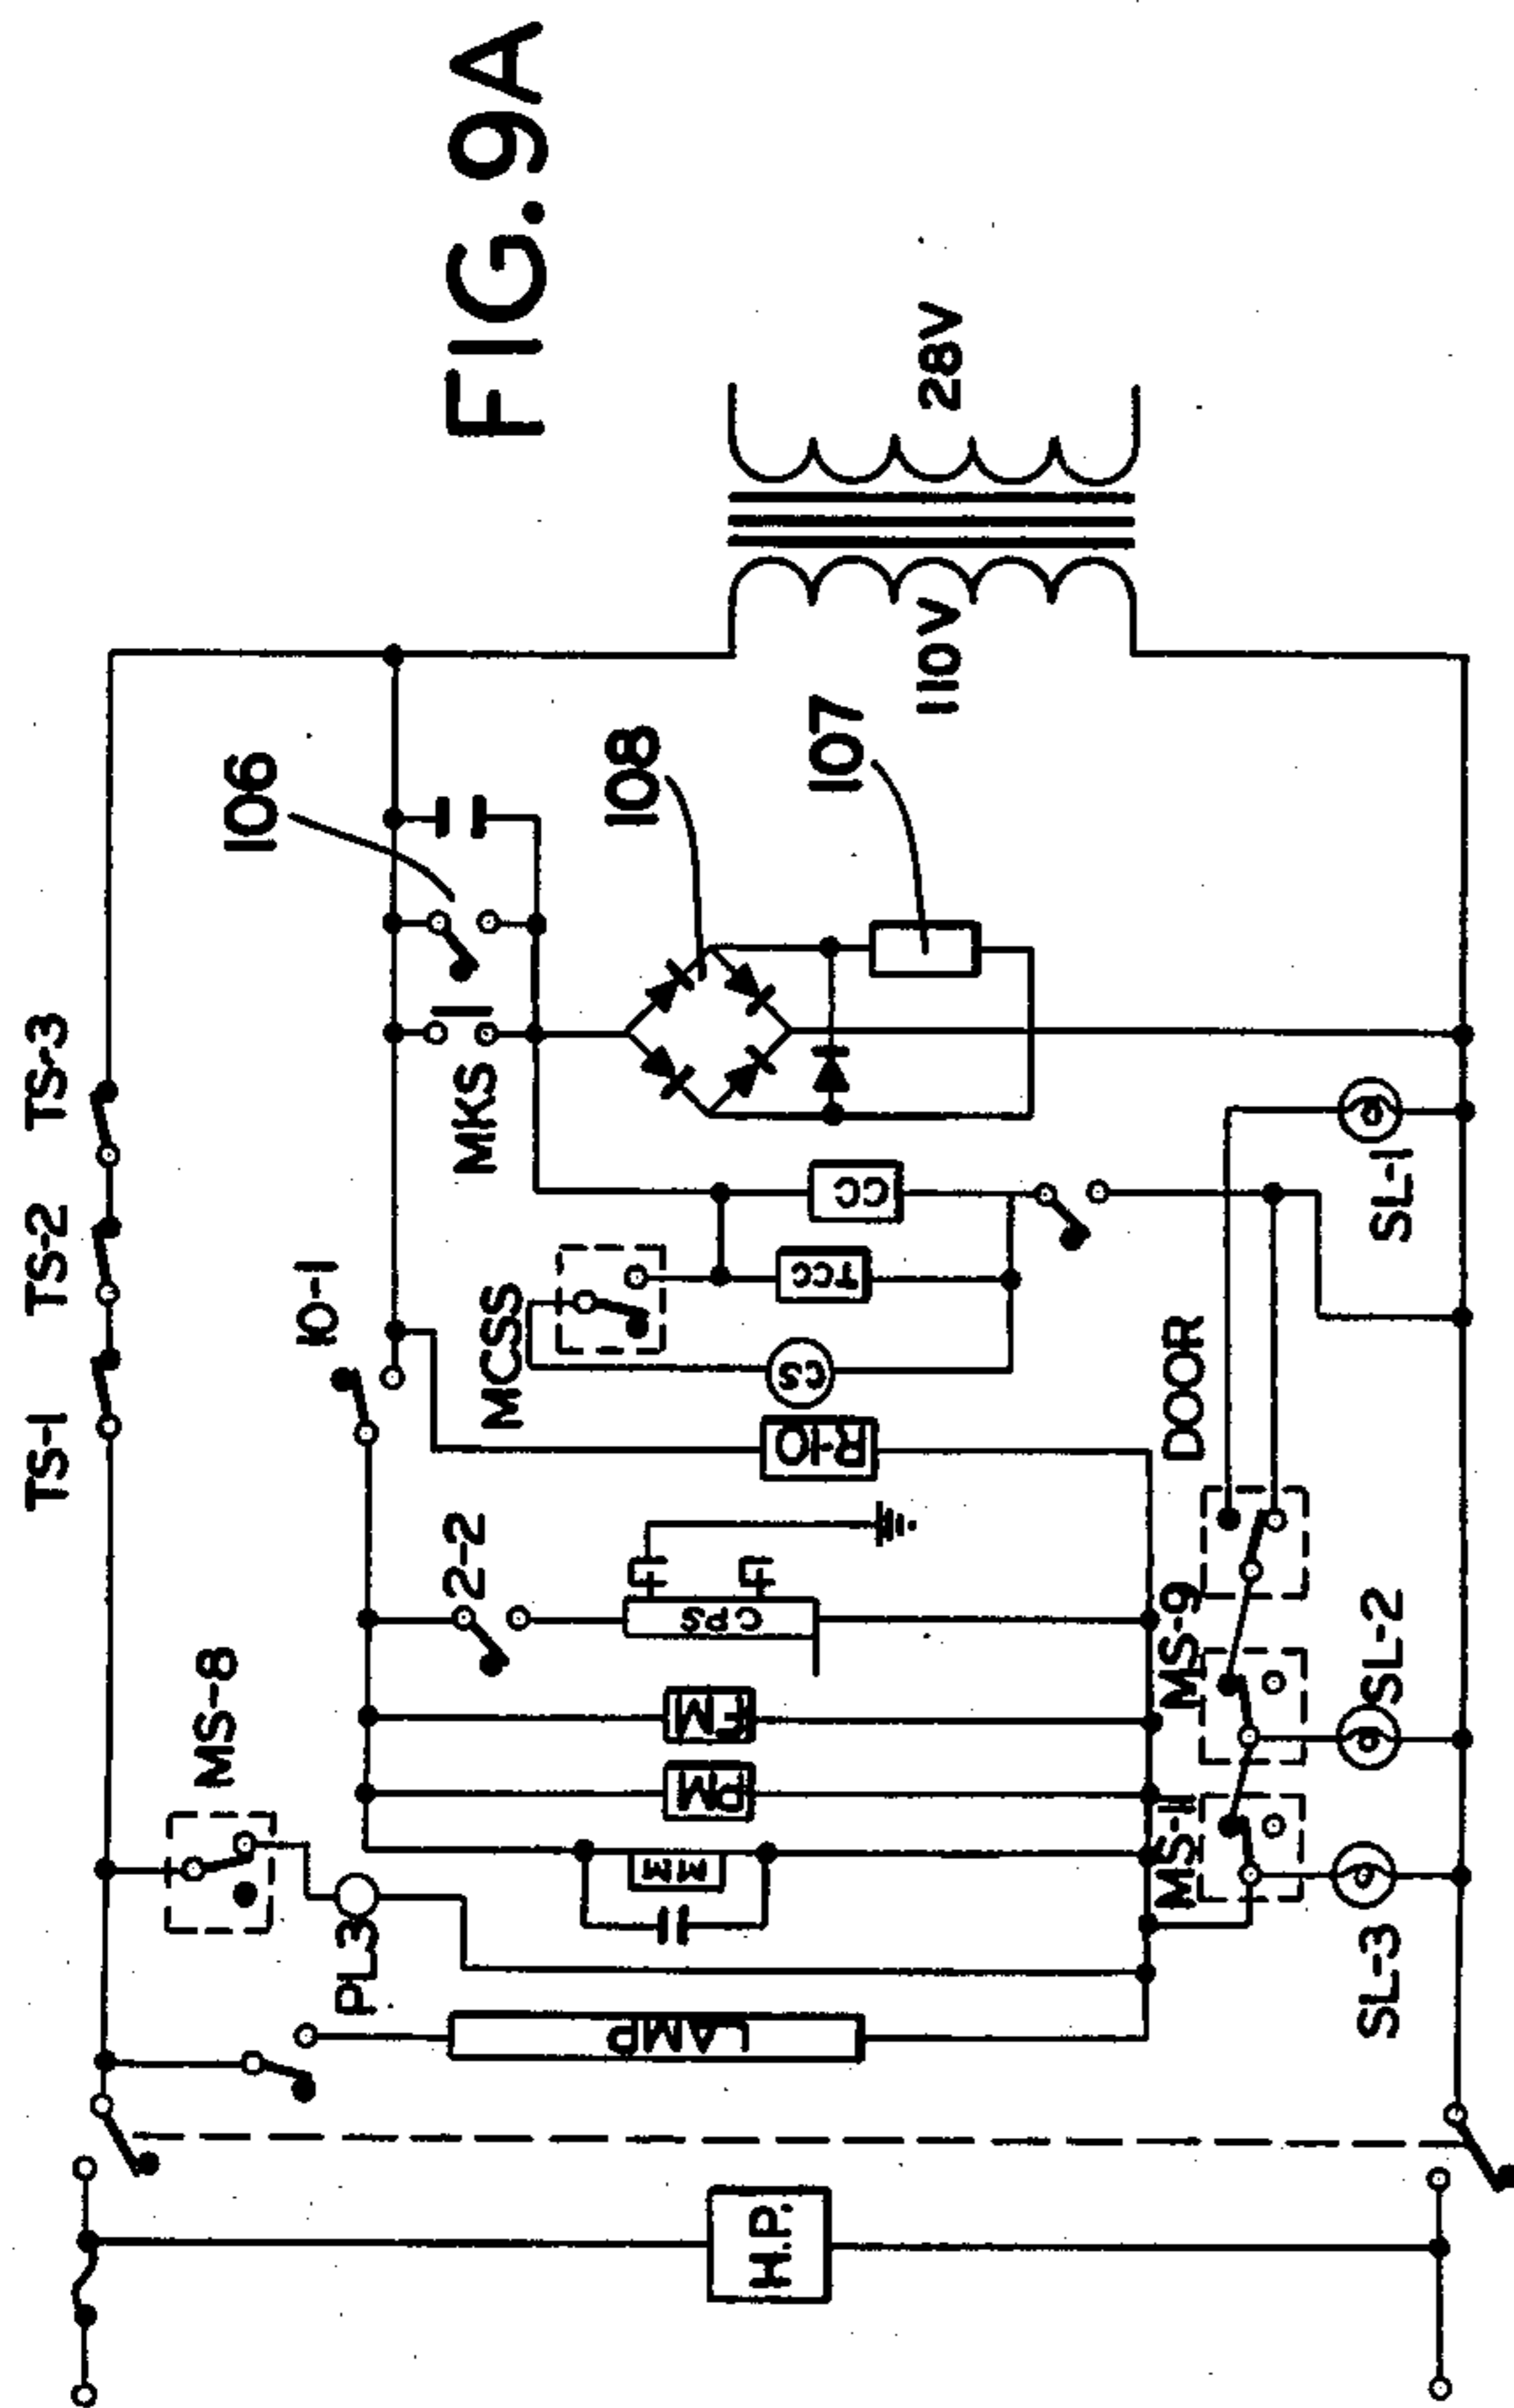 FIG. 9A
TS-1
TS-2
TS-3
106
10-1
MS-8
2-2
MKS
MCSS
108
107
28V
110V
PL3
CC
TCC
CS
R-10
CPS
FM
PM
MM
LAMP
DOOR
MS-9
MS-11
SL-1
SL-2
SL-3
H.P.